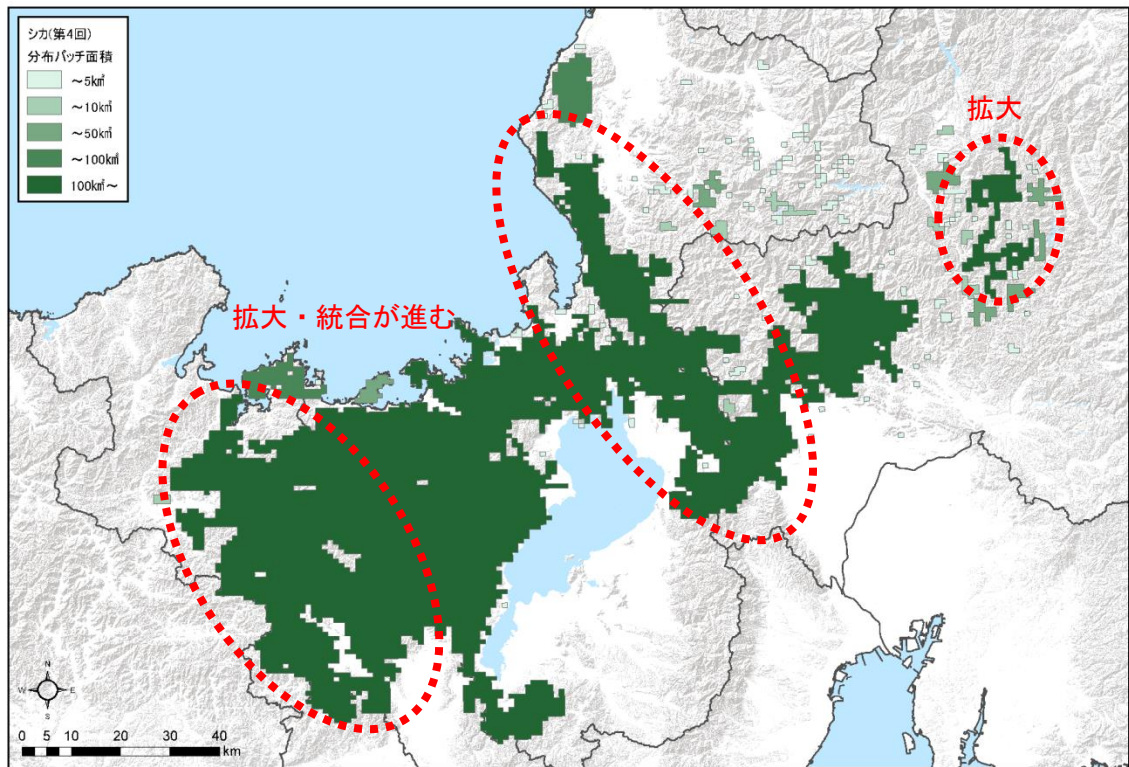 シカ(第4回)
分布パッチ面積
～5k㎡
～10k㎡
～50k㎡
～100k㎡
100k㎡～
拡大
拡大・統合が進む
N
W E
S
0 5 10 20 30 40
km